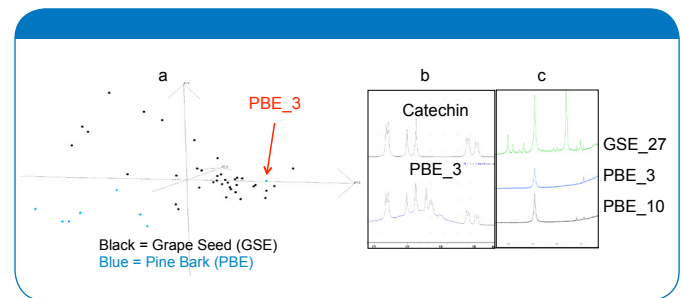 a
b
c
PBE_3
Catechin
PBE_3
GSE_27
PBE_3
PBE_10
Black = Grape Seed (GSE)
Blue = Pine Bark (PBE)